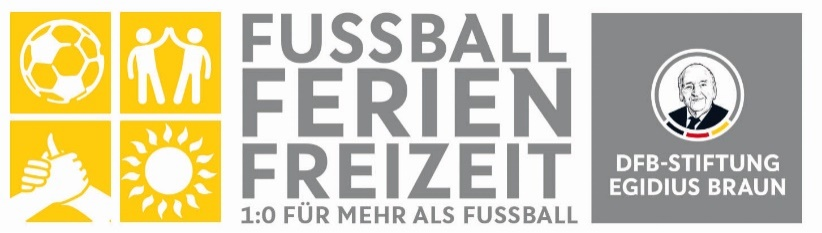 FUSSBALL
FERIEN
FREIZEIT
1:0 FÜR MEHR ALS FUSSBALL
DFB-STIFTUNG
EGIDIUS BRAUN